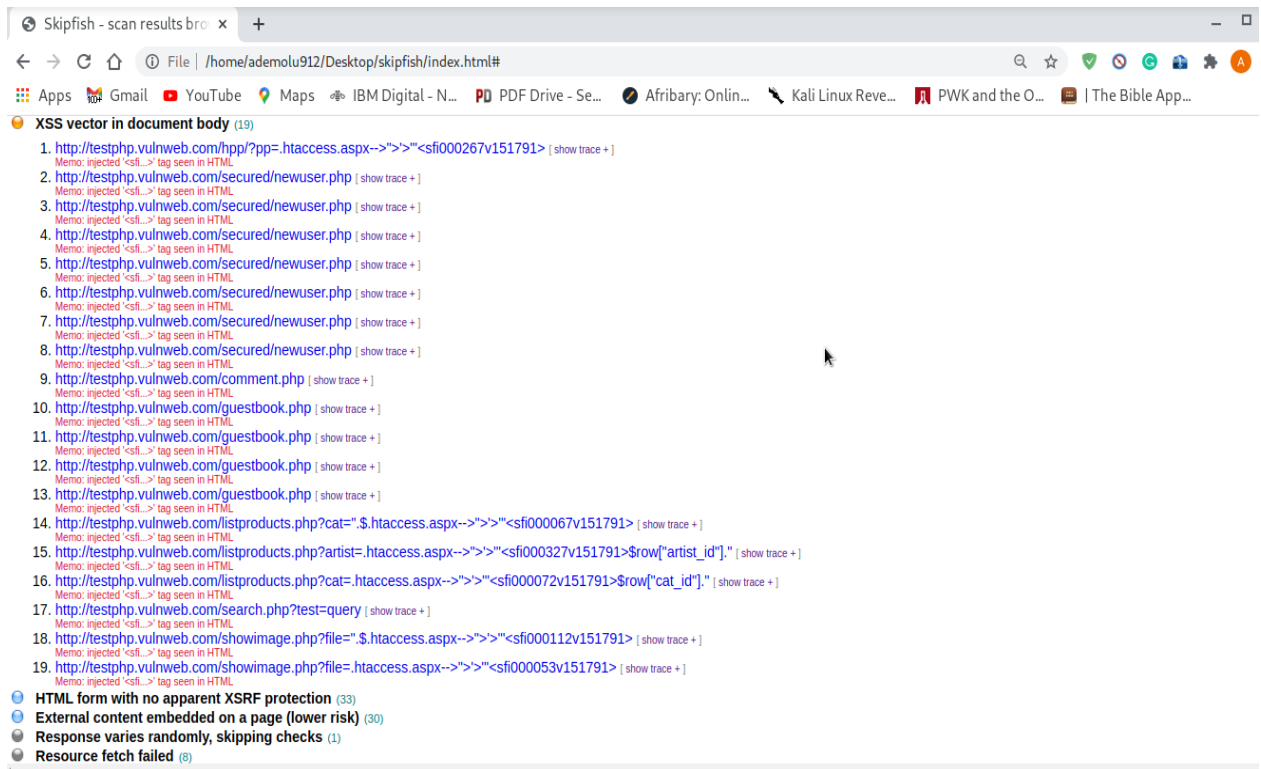 Skipfish - scan results bro
File | /home/ademolu912/Desktop/skipfish/index.html#
A
Apps Gmail YouTube Maps IBM Digital - N... PD PDF Drive - Se... Afribary: Onlin... Kali Linux Reve... PWK and the O... | The Bible App...
XSS vector in document body (19)
1. http://testphp.vulnweb.com/hpp/?pp=.htaccess.aspx-->">'>'"<sfi000267v151791> [ show trace + ]
Memo: injected '<sfi...>' tag seen in HTML
2. http://testphp.vulnweb.com/secured/newuser.php [ show trace + ]
Memo: injected '<sfi...>' tag seen in HTML
3. http://testphp.vulnweb.com/secured/newuser.php [ show trace + ]
Memo: injected '<sfi...>' tag seen in HTML
4. http://testphp.vulnweb.com/secured/newuser.php [ show trace + ]
Memo: injected '<sfi...>' tag seen in HTML
5. http://testphp.vulnweb.com/secured/newuser.php [ show trace + ]
Memo: injected '<sfi...>' tag seen in HTML
6. http://testphp.vulnweb.com/secured/newuser.php [ show trace + ]
Memo: injected '<sfi...>' tag seen in HTML
7. http://testphp.vulnweb.com/secured/newuser.php [ show trace + ]
Memo: injected '<sfi...>' tag seen in HTML
8. http://testphp.vulnweb.com/secured/newuser.php [ show trace + ]
Memo: injected '<sfi...>' tag seen in HTML
9. http://testphp.vulnweb.com/comment.php [ show trace + ]
Memo: injected '<sfi...>' tag seen in HTML
10. http://testphp.vulnweb.com/guestbook.php [ show trace + ]
Memo: injected '<sfi...>' tag seen in HTML
11. http://testphp.vulnweb.com/guestbook.php [ show trace + ]
Memo: injected '<sfi...>' tag seen in HTML
12. http://testphp.vulnweb.com/guestbook.php [ show trace + ]
Memo: injected '<sfi...>' tag seen in HTML
13. http://testphp.vulnweb.com/guestbook.php [ show trace + ]
Memo: injected '<sfi...>' tag seen in HTML
14. http://testphp.vulnweb.com/listproducts.php?cat=".$.htaccess.aspx-->">'>'"<sfi000067v151791> [ show trace + ]
Memo: injected '<sfi...>' tag seen in HTML
15. http://testphp.vulnweb.com/listproducts.php?artist=.htaccess.aspx-->">'>'"<sfi000327v151791>$row["artist_id"]." [ show trace + ]
Memo: injected '<sfi...>' tag seen in HTML
16. http://testphp.vulnweb.com/listproducts.php?cat=.htaccess.aspx-->">'>'"<sfi000072v151791>$row["cat_id"]." [ show trace + ]
Memo: injected '<sfi...>' tag seen in HTML
17. http://testphp.vulnweb.com/search.php?test=query [ show trace + ]
Memo: injected '<sfi...>' tag seen in HTML
18. http://testphp.vulnweb.com/showimage.php?file=".$.htaccess.aspx-->">'>'"<sfi000112v151791> [ show trace + ]
Memo: injected '<sfi...>' tag seen in HTML
19. http://testphp.vulnweb.com/showimage.php?file=.htaccess.aspx-->">'>'"<sfi000053v151791> [ show trace + ]
Memo: injected '<sfi...>' tag seen in HTML
HTML form with no apparent XSRF protection (33)
External content embedded on a page (lower risk) (30)
Response varies randomly, skipping checks (1)
Resource fetch failed (8)